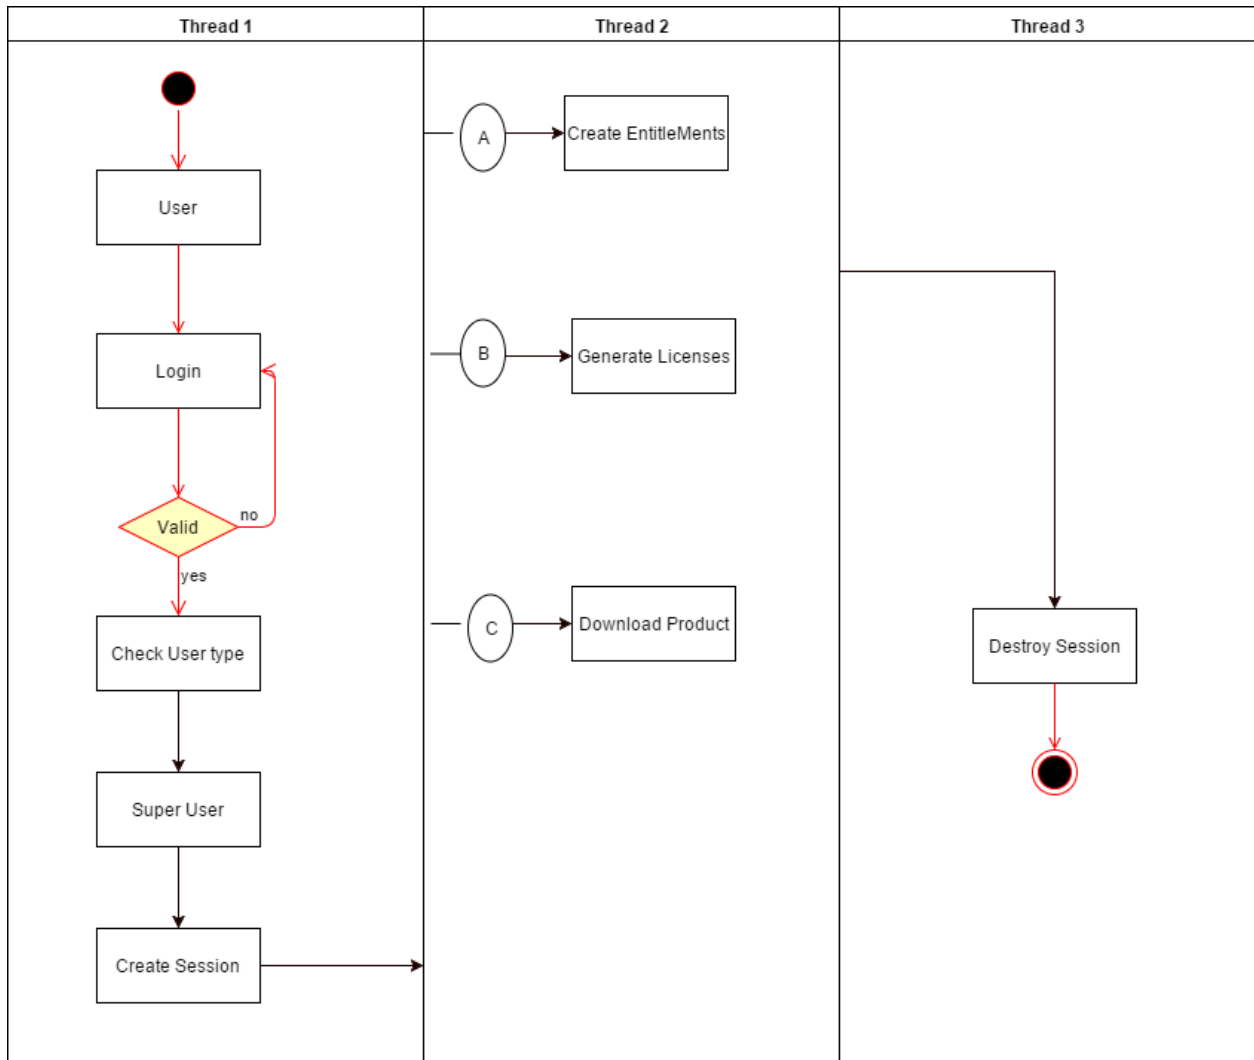 Thread 1
Thread 2
Thread 3
User
Login
Valid
no
yes
Check User type
Super User
Create Session
A
Create EntitleMents
B
Generate Licenses
C
Download Product
Destroy Session